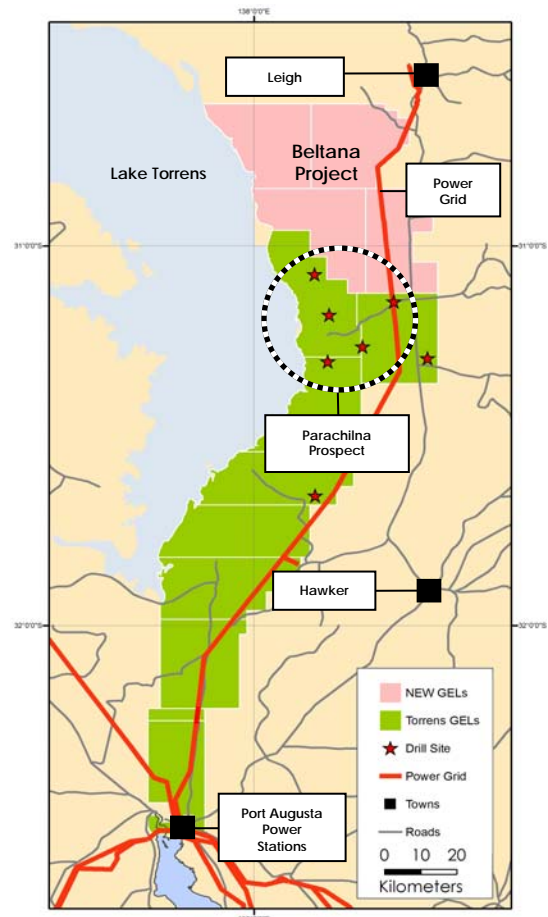 138°0'0"E
Leigh
Lake Torrens
Beltana
Project
Power
Grid
31°0'0"S
31°0'0"S
Parachilna
Prospect
Hawker
32°0'0"S
32°0'0"S
NEW GELs
Torrens GELs
Drill Site
Power Grid
Towns
Roads
0 10 20
Kilometers
Port Augusta
Power
Stations